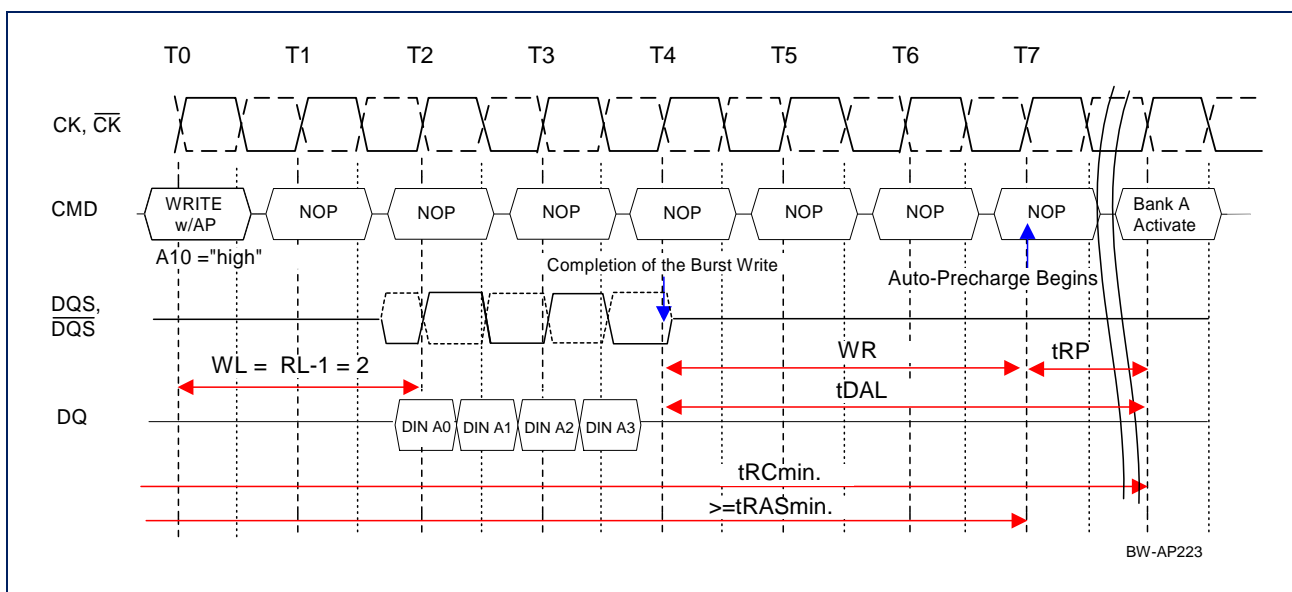 T0 T1 T2 T3 T4 T5 T6 T7
CK, CK
CMD
WRITE
w/AP
NOP NOP NOP NOP NOP NOP NOP
Bank A
Activate
A10 ="high"
Completion of the Burst Write
Auto-Precharge Begins
DQS,
DQS
WL = RL-1 = 2
WR
tRP
tDAL
DQ
DIN A0 DIN A1 DIN A2 DIN A3
tRCmin.
>=tRASmin.
BW-AP223